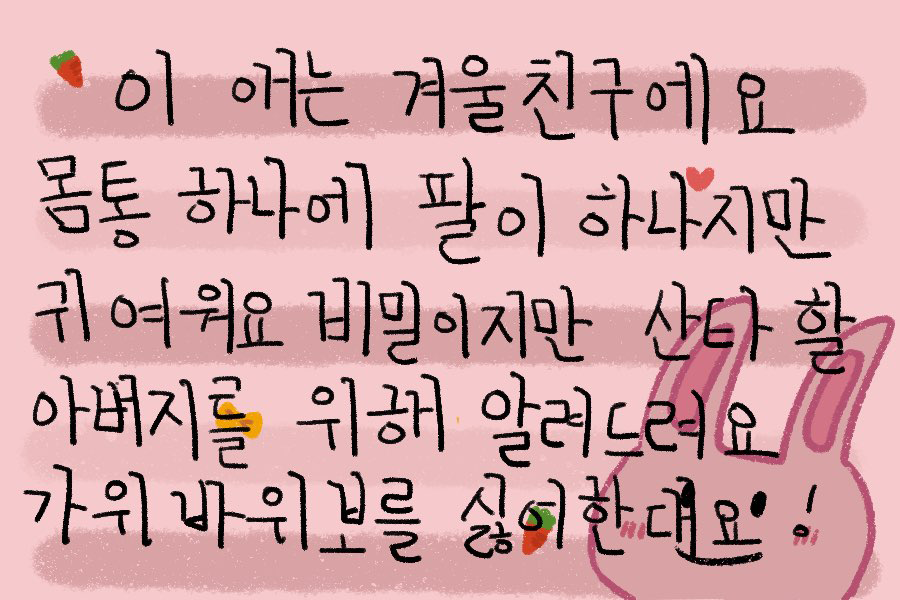 이 애는 겨울친구에요
몸통 하나에 팔이 하나지만
귀여워요 비밀이지만 산타 할
아버지를 위해 알려드려요
가위바위보를 싫어한대요!